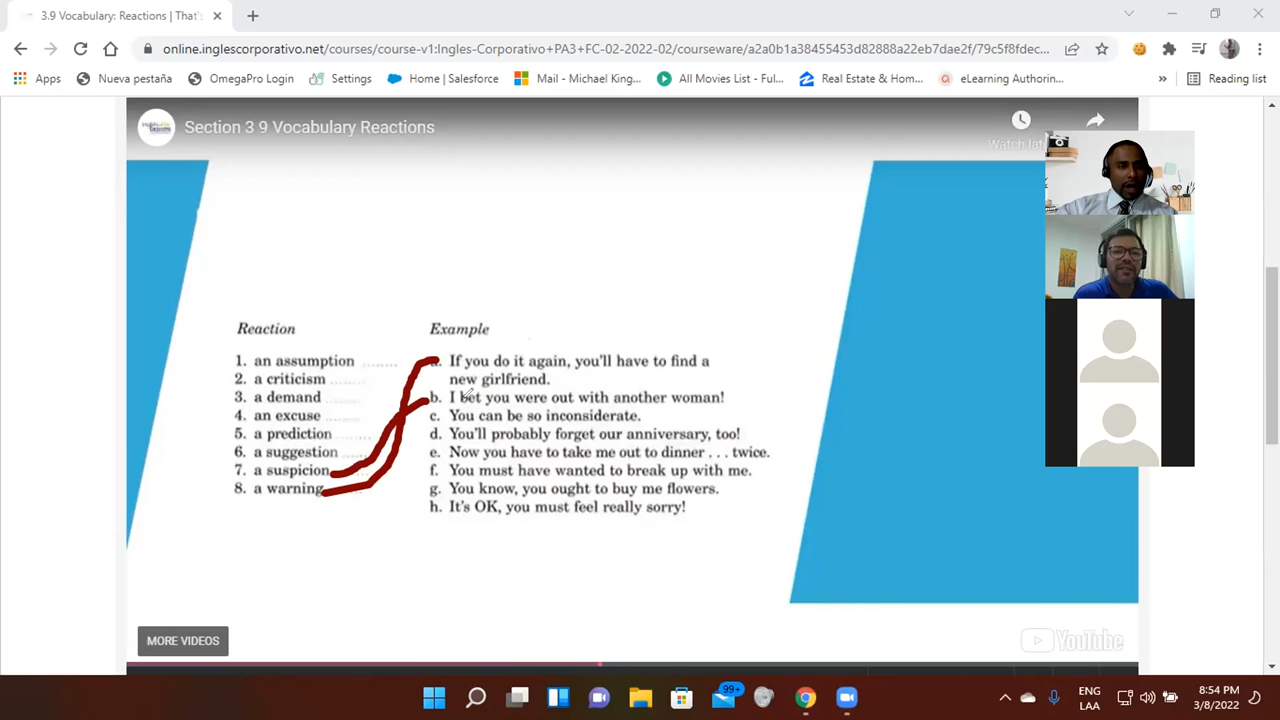 3.9 Vocabulary: Reactions | That'
online.inglescorporativo.net/courses/course-v1:Ingles-Corporativo+PA3+FC-02-2022-02/courseware/a2a0b1a38455453d82888a22eb7dae2f/79c5f8fdec...
Apps Nueva pestaña OmegaPro Login Settings Home | Salesforce Mail - Michael King... All Movies List - Ful... Real Estate & Hom... eLearning Authorin... » Reading list
Section 3 9 Vocabulary Reactions
Reaction Example
1. an assumption ........ a. If you do it again, you'll have to find a
2. a criticism ........ new girlfriend.
3. a demand ........ b. I bet you were out with another woman!
4. an excuse ........ c. You can be so inconsiderate.
5. a prediction ........ d. You'll probably forget our anniversary, too!
6. a suggestion ........ e. Now you have to take me out to dinner . . . twice.
7. a suspicion f. You must have wanted to break up with me.
8. a warning g. You know, you ought to buy me flowers.
h. It's OK, you must feel really sorry!
MORE VIDEOS
YouTube
99+
ENG
LAA
8:54 PM
3/8/2022